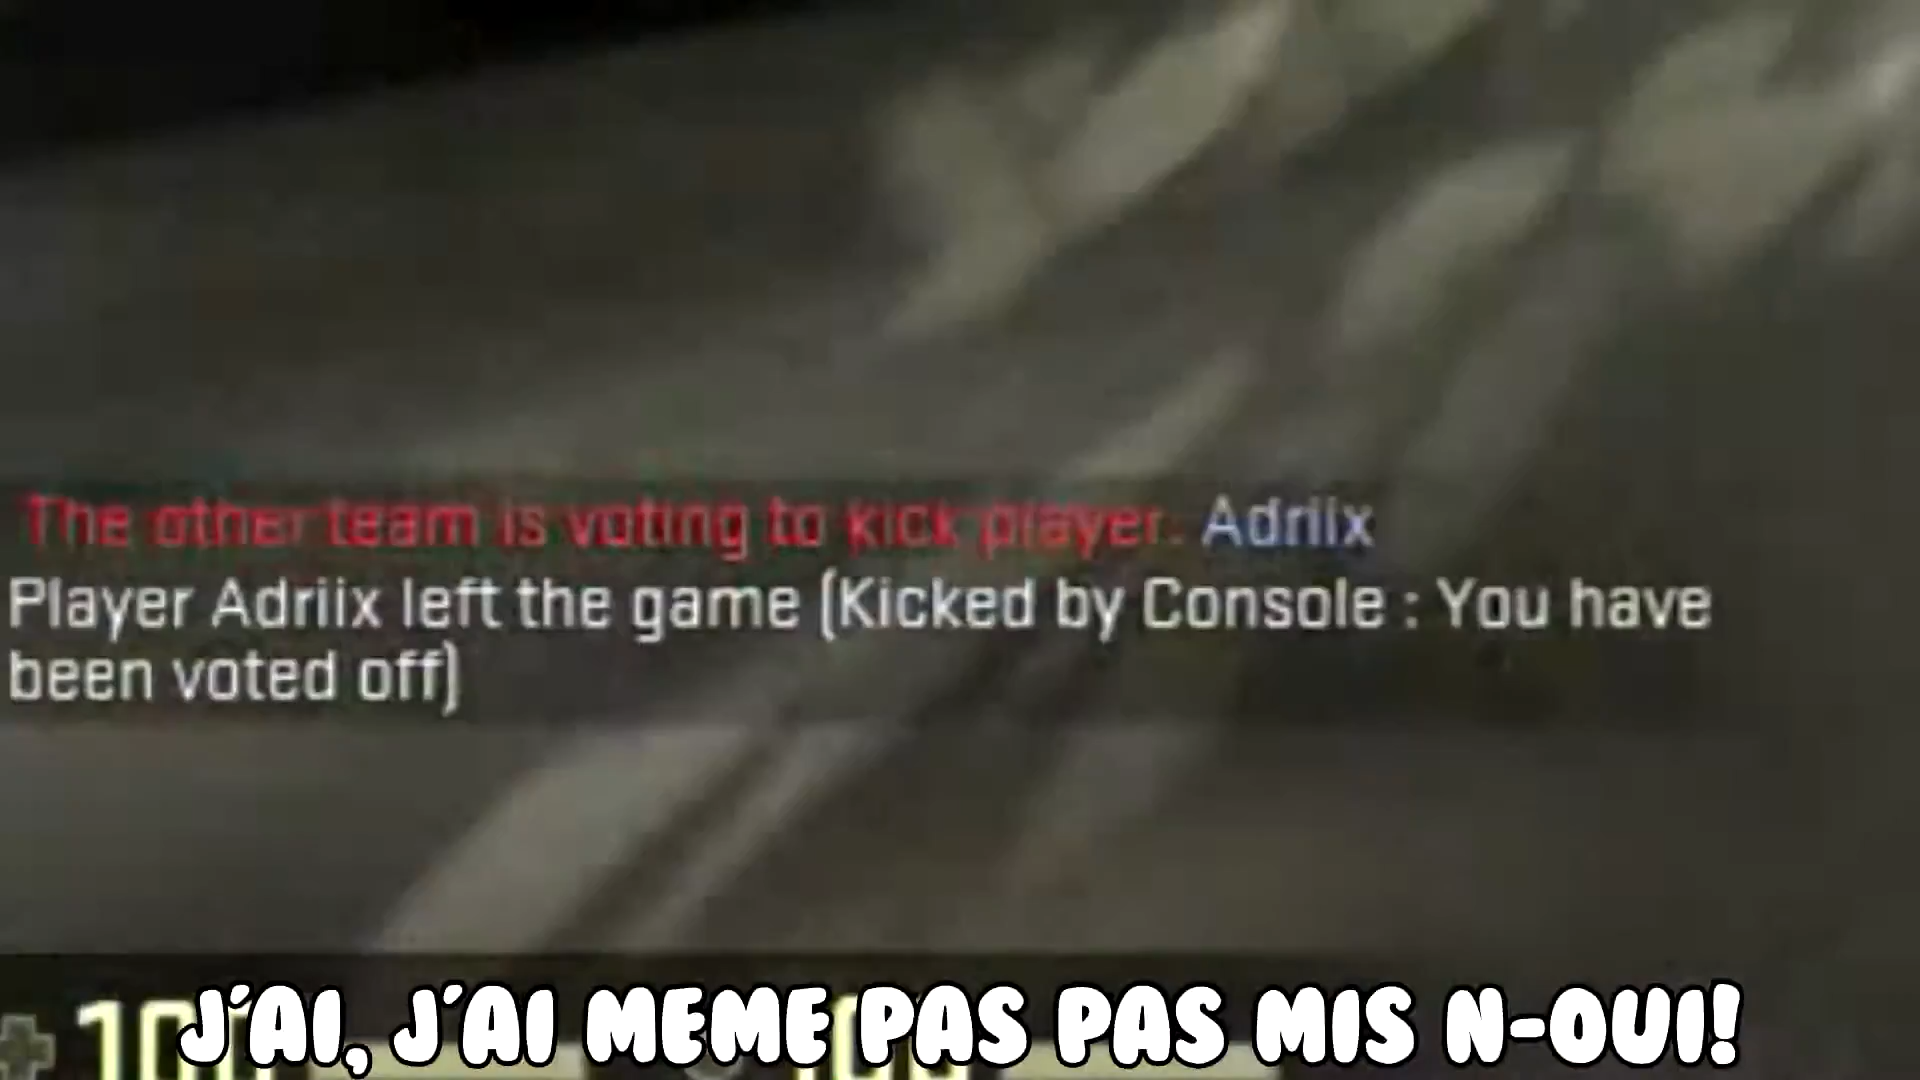 The other team is voting to kick player: Adriix
Player Adriix left the game (Kicked by Console : You have
been voted off)
J'AI, J'AI MEME PAS PAS MIS N-OUI!
100